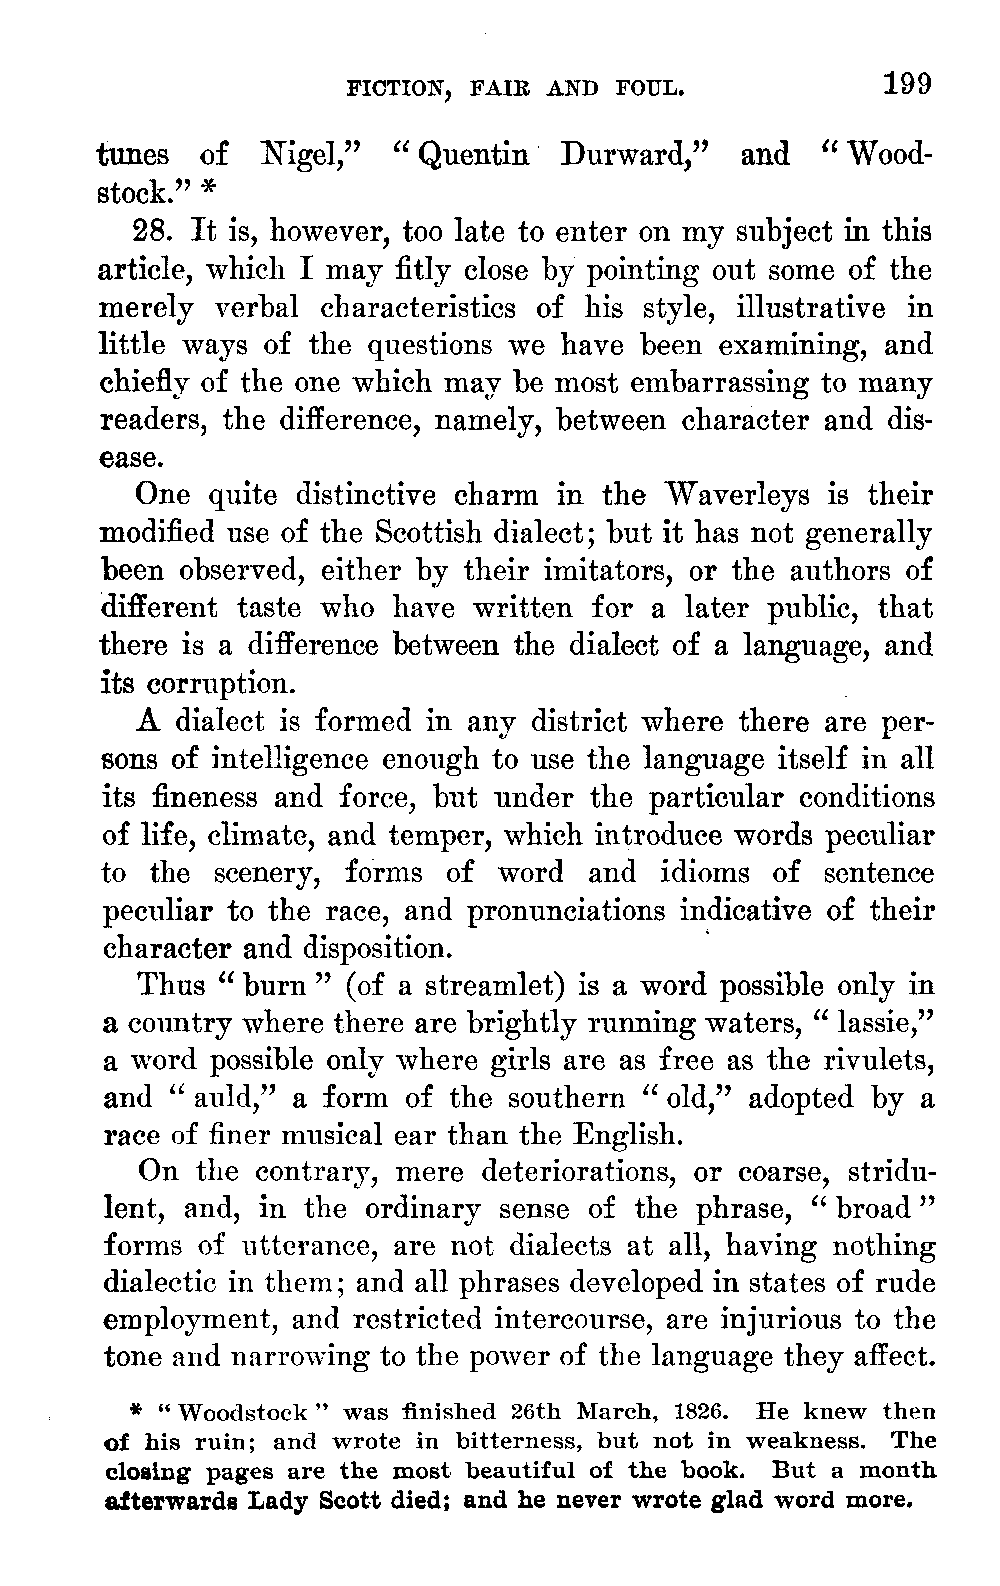 FICTION, FAIR AND FOUL. 199
tunes of Nigel,” “ Quentin Durward,” and “ Wood-
stock.” *
28. It is, however, too late to enter on my subject in this
article, which I may fitly close by pointing out some of the
merely verbal characteristics of his style, illustrative in
little ways of the questions we have been examining, and
chiefly of the one which may be most embarrassing to many
readers, the difference, namely, between character and dis-
ease.
One quite distinctive charm in the Waverleys is their
modified use of the Scottish dialect; but it has not generally
been observed, either by their imitators, or the authors of
different taste who have written for a later public, that
there is a difference between the dialect of a language, and
its corruption.
A dialect is formed in any district where there are per-
sons of intelligence enough to use the language itself in all
its fineness and force, but under the particular conditions
of life, climate, and temper, which introduce words peculiar
to the scenery, forms of word and idioms of sentence
peculiar to the race, and pronunciations indicative of their
character and disposition.
Thus “ burn ” (of a streamlet) is a word possible only in
a country where there are brightly running waters, “ lassie,”
a word possible only where girls are as free as the rivulets,
and “ auld,” a form of the southern “ old,” adopted by a
race of finer musical ear than the English.
On the contrary, mere deteriorations, or coarse, stridu-
lent, and, in the ordinary sense of the phrase, “ broad ”
forms of utterance, are not dialects at all, having nothing
dialectic in them; and all phrases developed in states of rude
employment, and restricted intercourse, are injurious to the
tone and narrowing to the power of the language they affect.
* “ Woodstock ” was finished 26th March, 1826. He knew then
of his ruin; and wrote in bitterness, but not in weakness. The
closing pages are the most beautiful of the book. But a month
afterwards Lady Scott died; and he never wrote glad word more.